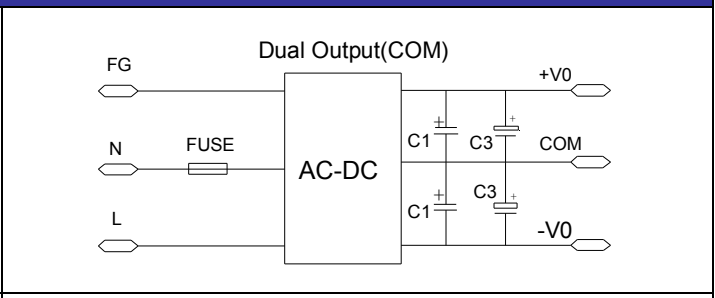 Dual Output(COM)
FG
+V0
+
+
C1
C3
N
FUSE
COM
AC-DC
+
C3
+
C1
L
-V0